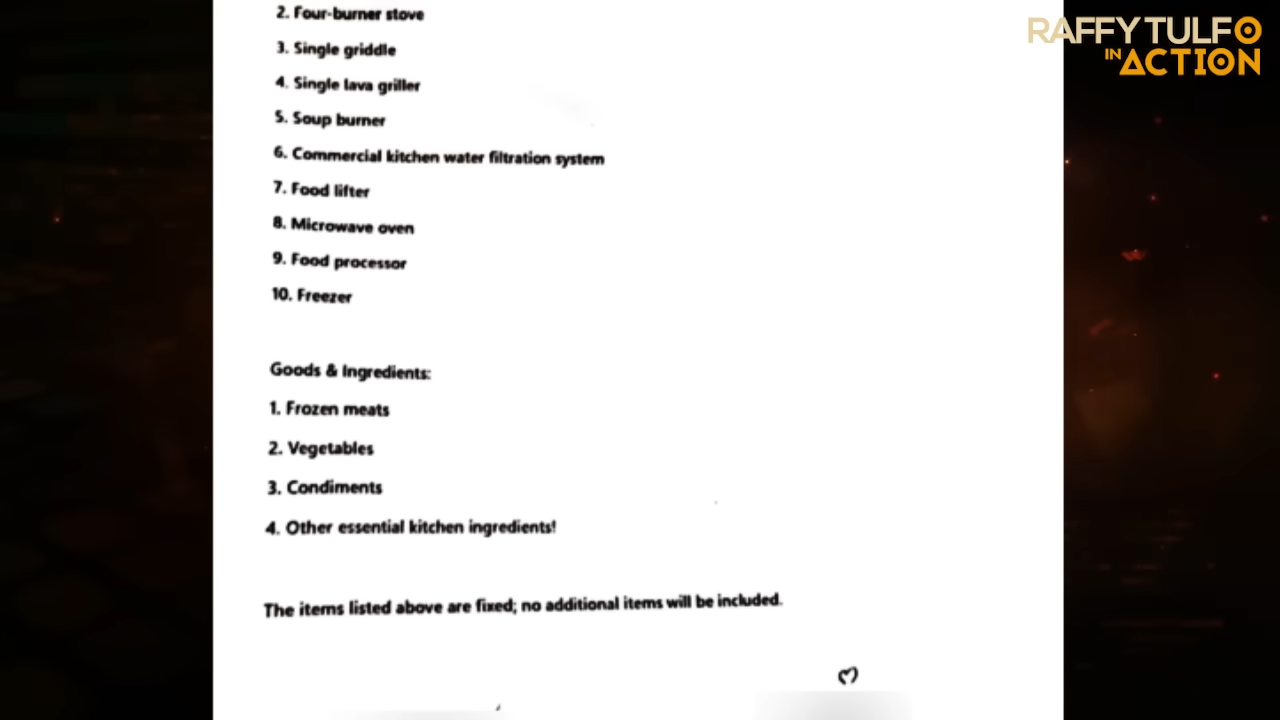 RAFFY TULFO
IN ACTION
2. Four-burner stove
3. Single griddle
4. Single lava griller
5. Soup burner
6. Commercial kitchen water filtration system
7. Food lifter
8. Microwave oven
9. Food processor
10. Freezer
Goods & Ingredients:
1. Frozen meats
2. Vegetables
3. Condiments
4. Other essential kitchen ingredients!
The items listed above are fixed; no additional items will be included.